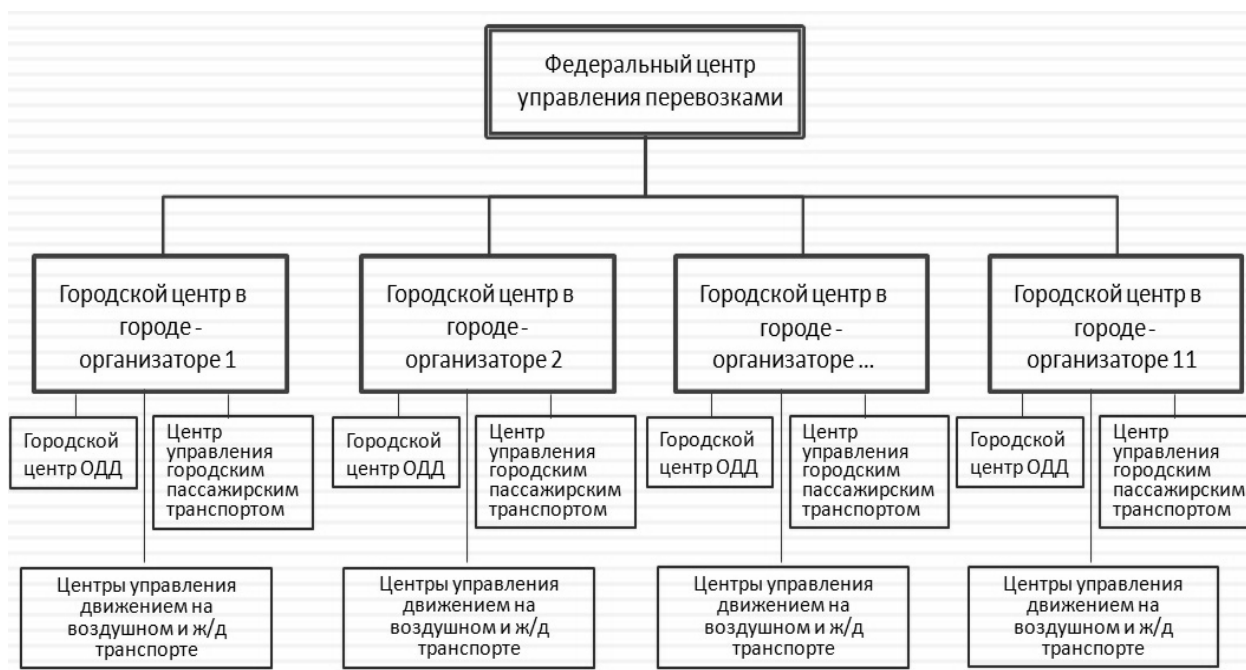 Федеральный центр
управления перевозками
Городской центр в
городе -
организаторе 1
Городской центр в
городе -
организаторе 2
Городской центр в
городе -
организаторе ...
Городской центр в
городе-
организаторе 11
Городской
центр ОДД
Центр
управления
городским
пассажирским
транспортом
Городской
центр ОДД
Центр
управления
городским
пассажирским
транспортом
Городской
центр ОДД
Центр
управления
городским
пассажирским
транспортом
Городской
центр ОДД
Центр
управления
городским
пассажирским
транспортом
Центры управления
движением на
воздушном и ж/д
транспорте
Центры управления
движением на
воздушном и ж/д
транспорте
Центры управления
движением на
воздушном и ж/д
транспорте
Центры управления
движением на
воздушном и ж/д
транспорте